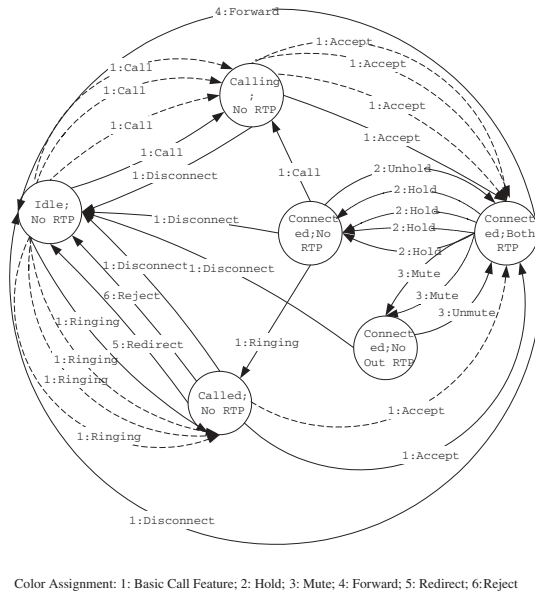 4:Forward
1:Accept
1:Call
1:Accept
Calling
;
No RTP
1:Call
1:Accept
1:Call
1:Accept
1:Call
1:Disconnect
1:Call
2:Unhold
2:Hold
Idle;
No RTP
1:Disconnect
Connect
ed;No
RTP
2:Hold
2:Hold
2:Hold
Connect
ed;Both
RTP
1:Disconnect
1:Disconnect
3:Mute
6:Reject
3:Mute
3:Unmute
1:Ringing
5:Redirect
1:Ringing
Connect
ed;No
Out RTP
1:Ringing
1:Ringing
Called;
No RTP
1:Accept
1:Ringing
1:Accept
1:Disconnect
Color Assignment: 1: Basic Call Feature; 2: Hold; 3: Mute; 4: Forward; 5: Redirect; 6:Reject